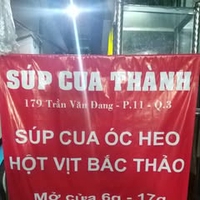 SÚP CUA THÀNH
179 Trần Văn Đang - P.11 - Q.3
SÚP CUA ÓC HEO
HỘT VỊT BẮC THẢO
Mở cửa 6g - 17g